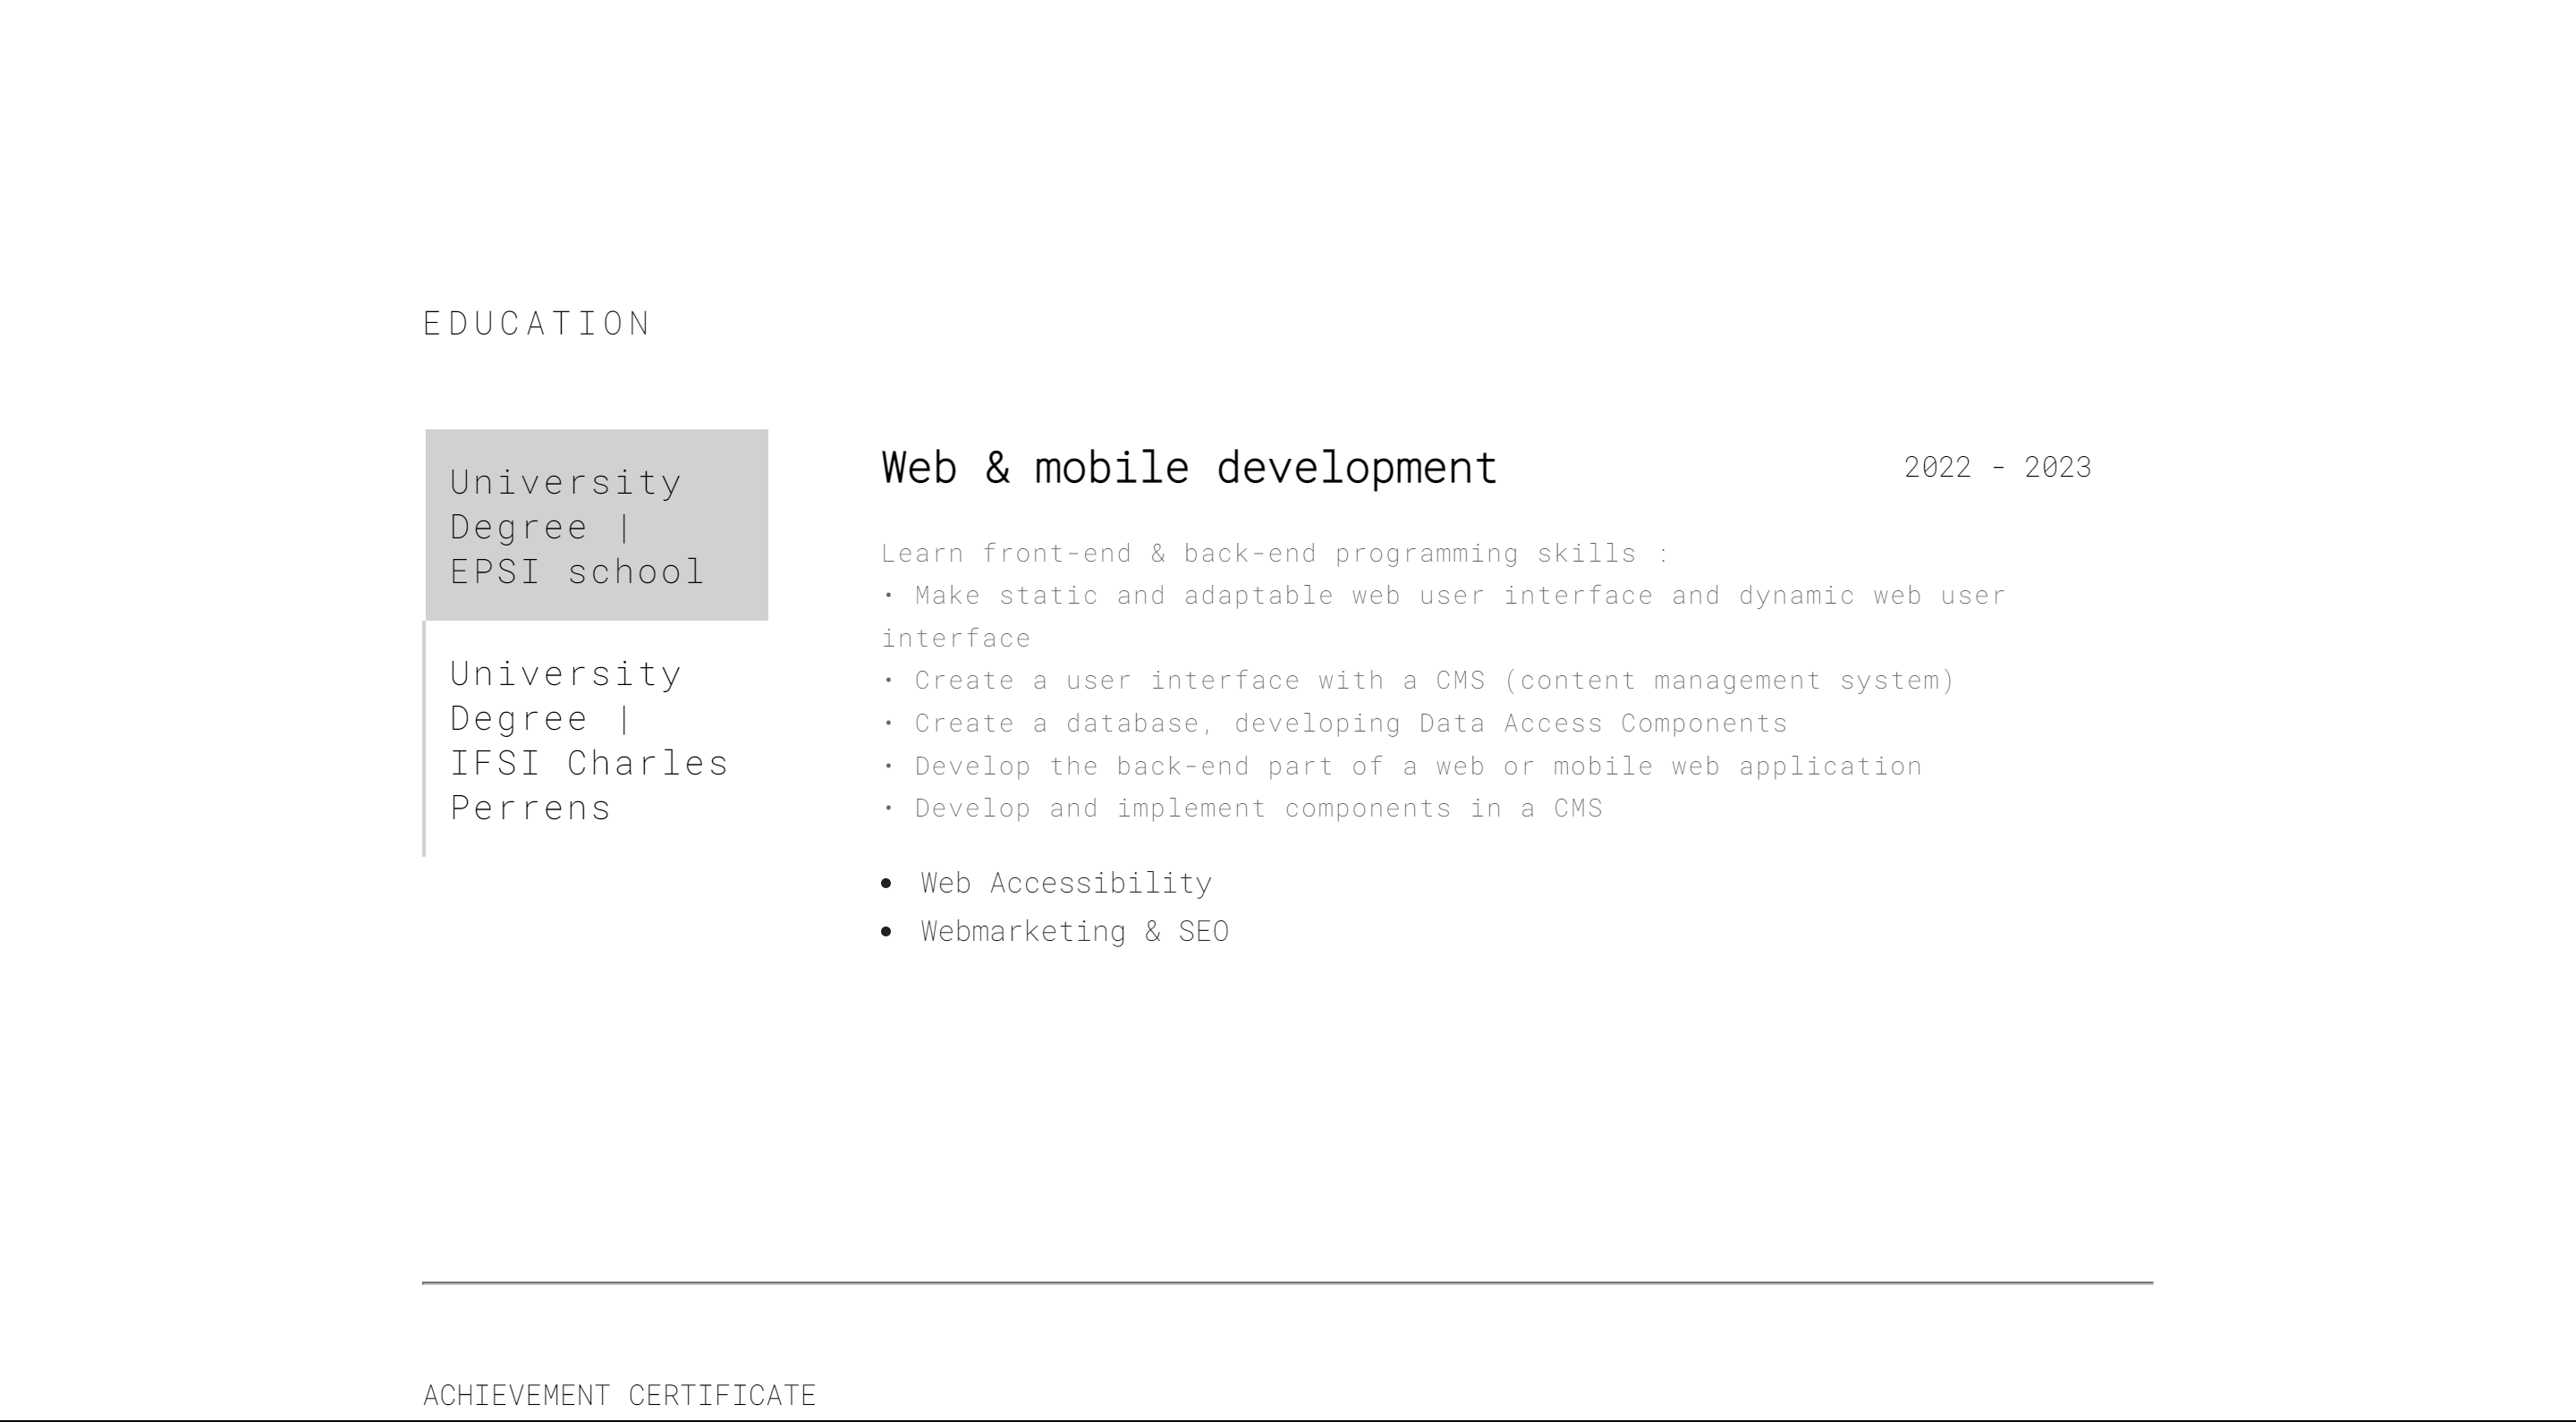 EDUCATION
University
Degree |
EPSI school
University
Degree |
IFSI Charles
Perrens
Web & mobile development
2022 - 2023
Learn front-end & back-end programming skills :
• Make static and adaptable web user interface and dynamic web user
interface
• Create a user interface with a CMS (content management system)
• Create a database, developing Data Access Components
• Develop the back-end part of a web or mobile web application
• Develop and implement components in a CMS
• Web Accessibility
• Webmarketing & SEO
ACHIEVEMENT CERTIFICATE